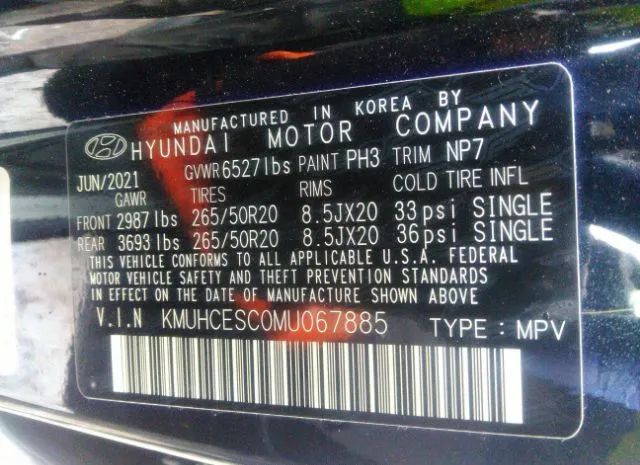 MANUFACTURED IN KOREA BY
HYUNDAI MOTOR COMPANY
JUN/2021 GVWR 6527lbs PAINT PH3 TRIM NP7
GAWR TIRES RIMS COLD TIRE INFL
FRONT 2987lbs 265/50R20 8.5JX20 33psi SINGLE
REAR 3693lbs 265/50R20 8.5JX20 36psi SINGLE
THIS VEHICLE CONFORMS TO ALL APPLICABLE U.S.A. FEDERAL
MOTOR VEHICLE SAFETY AND THEFT PREVENTION STANDARDS
IN EFFECT ON THE DATE OF MANUFACTURE SHOWN ABOVE
V.I.N KMUHCESC0MU067885 TYPE : MPV